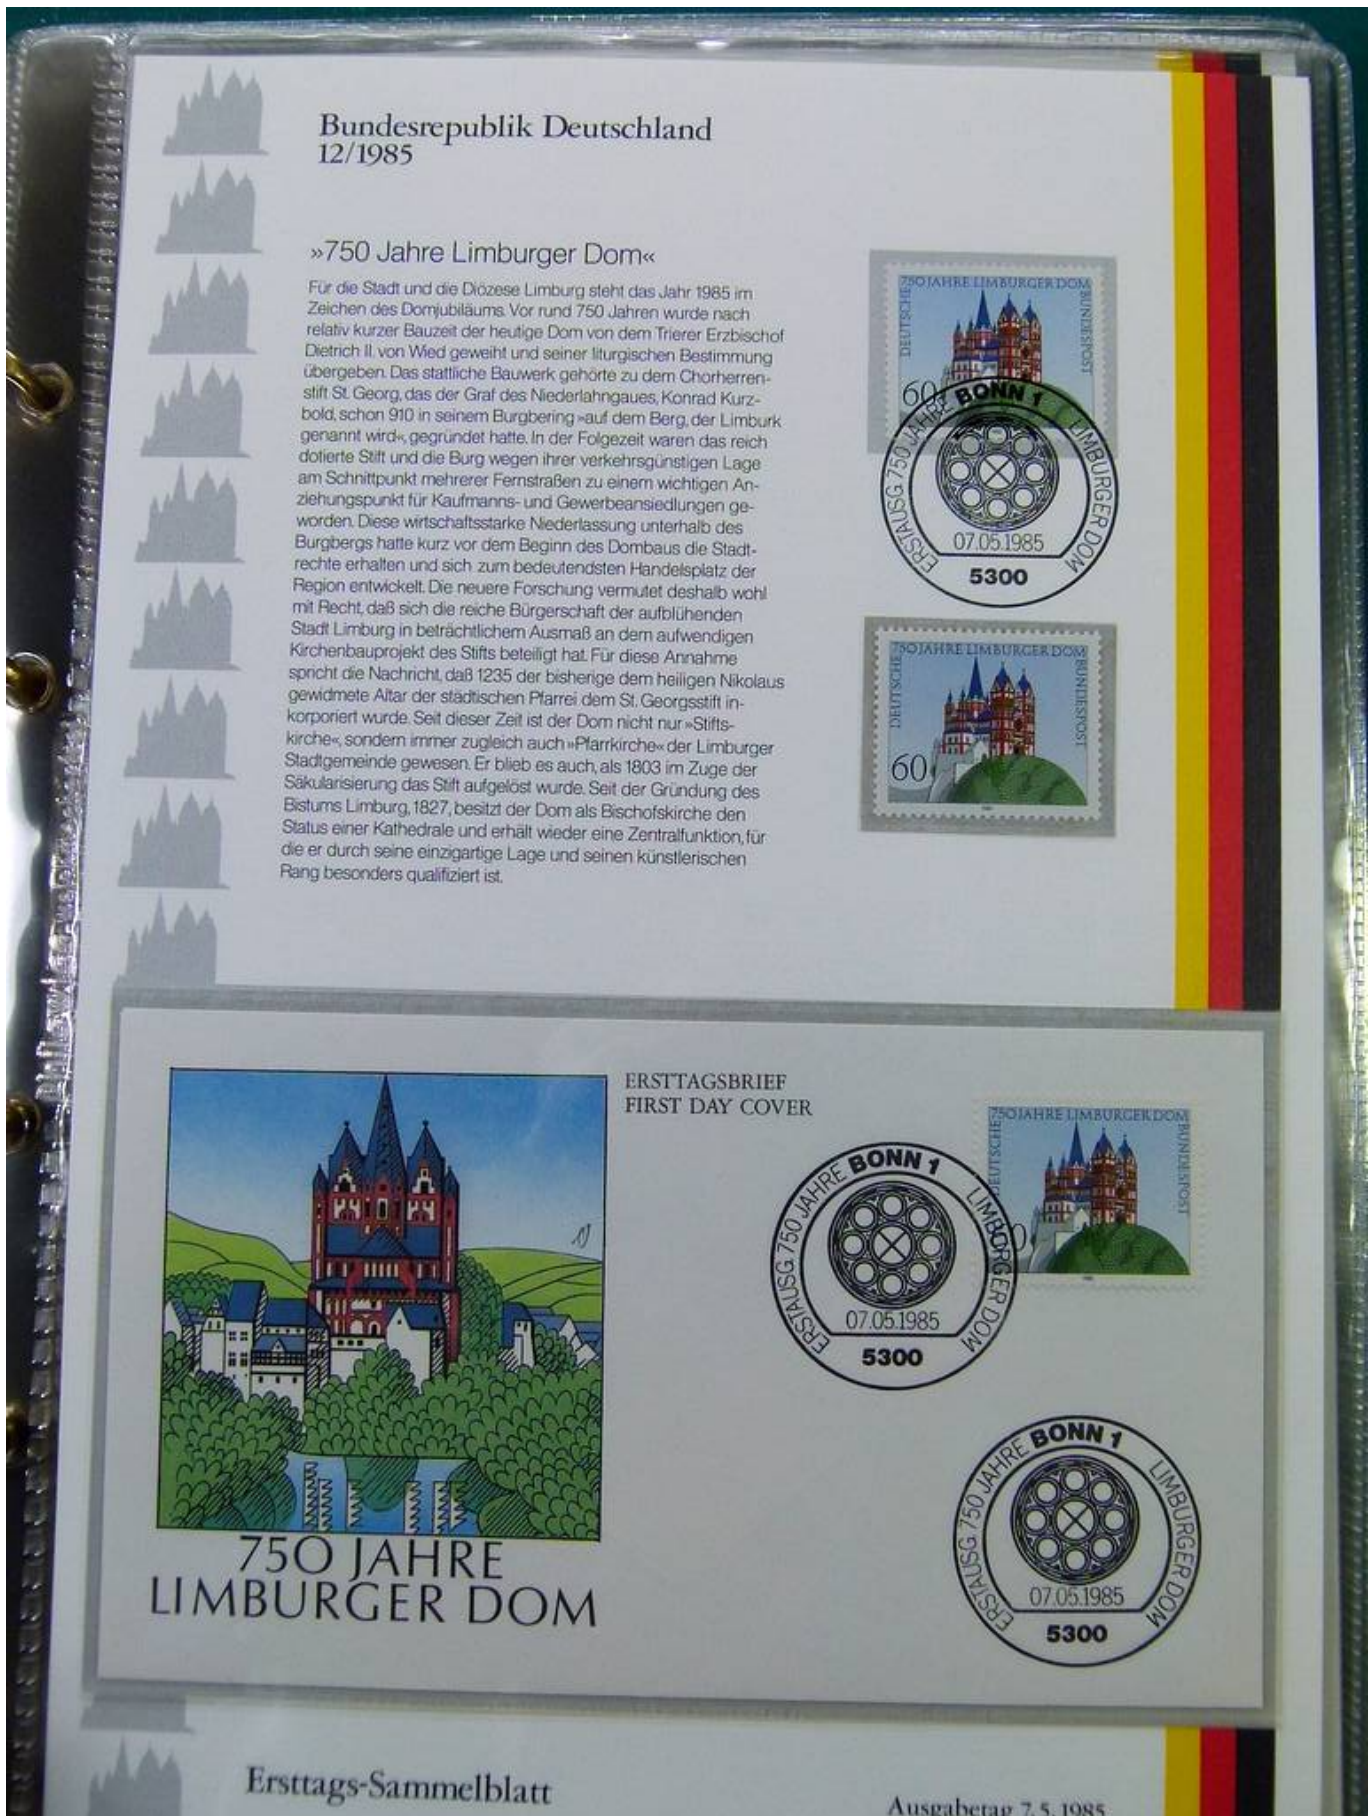 Bundesrepublik Deutschland
12/1985
»750 Jahre Limburger Dom«
Für die Stadt und die Diözese Limburg steht das Jahr 1985 im
Zeichen des Domjubiläums. Vor rund 750 Jahren wurde nach
relativ kurzer Bauzeit der heutige Dom von dem Trierer Erzbischof
Dietrich II. von Wied geweiht und seiner liturgischen Bestimmung
übergeben. Das stattliche Bauwerk gehörte zu dem Chorherren-
stift St. Georg, das der Graf des Niederlahngaues, Konrad Kurz-
bold, schon 910 in seinem Burgbering »auf dem Berg, der Limburk
genannt wird«, gegründet hatte. In der Folgezeit waren das reich
dotierte Stift und die Burg wegen ihrer verkehrsgünstigen Lage
am Schnittpunkt mehrerer Fernstraßen zu einem wichtigen An-
ziehungspunkt für Kaufmanns- und Gewerbeansiedlungen ge-
worden. Diese wirtschaftsstarke Niederlassung unterhalb des
Burgbergs hatte kurz vor dem Beginn des Dombaus die Stadt-
rechte erhalten und sich zum bedeutendsten Handelsplatz der
Region entwickelt. Die neuere Forschung vermutet deshalb wohl
mit Recht, daß sich die reiche Bürgerschaft der aufblühenden
Stadt Limburg in beträchtlichem Ausmaß an dem aufwendigen
Kirchenbauprojekt des Stifts beteiligt hat. Für diese Annahme
spricht die Nachricht, daß 1235 der bisherige dem heiligen Nikolaus
gewidmete Altar der städtischen Pfarrei dem St. Georgsstift in-
korporiert wurde. Seit dieser Zeit ist der Dom nicht nur »Stifts-
kirche«, sondern immer zugleich auch »Pfarrkirche« der Limburger
Stadtgemeinde gewesen. Er blieb es auch, als 1803 im Zuge der
Säkularisierung das Stift aufgelöst wurde. Seit der Gründung des
Bistums Limburg, 1827, besitzt der Dom als Bischofskirche den
Status einer Kathedrale und erhält wieder eine Zentralfunktion, für
die er durch seine einzigartige Lage und seinen künstlerischen
Rang besonders qualifiziert ist.
750 JAHRE LIMBURGER DOM
DEUTSCHE
BUNDESPOST
60
BONN 1
ERSTAUSG. 750 JAHRE
LIMBURGER DOM
07.05.1985
5300
750 JAHRE LIMBURGER DOM
DEUTSCHE
BUNDESPOST
60
ERSTTAGSBRIEF
FIRST DAY COVER
750 JAHRE LIMBURGER DOM
DEUTSCHE
BUNDESPOST
BONN 1
ERSTAUSG. 750 JAHRE
LIMBURGER DOM
07.05.1985
5300
BONN 1
ERSTAUSG. 750 JAHRE
LIMBURGER DOM
07.05.1985
5300
750 JAHRE
LIMBURGER DOM
Ersttags-Sammelblatt
Ausgabetag 7. 5. 1985